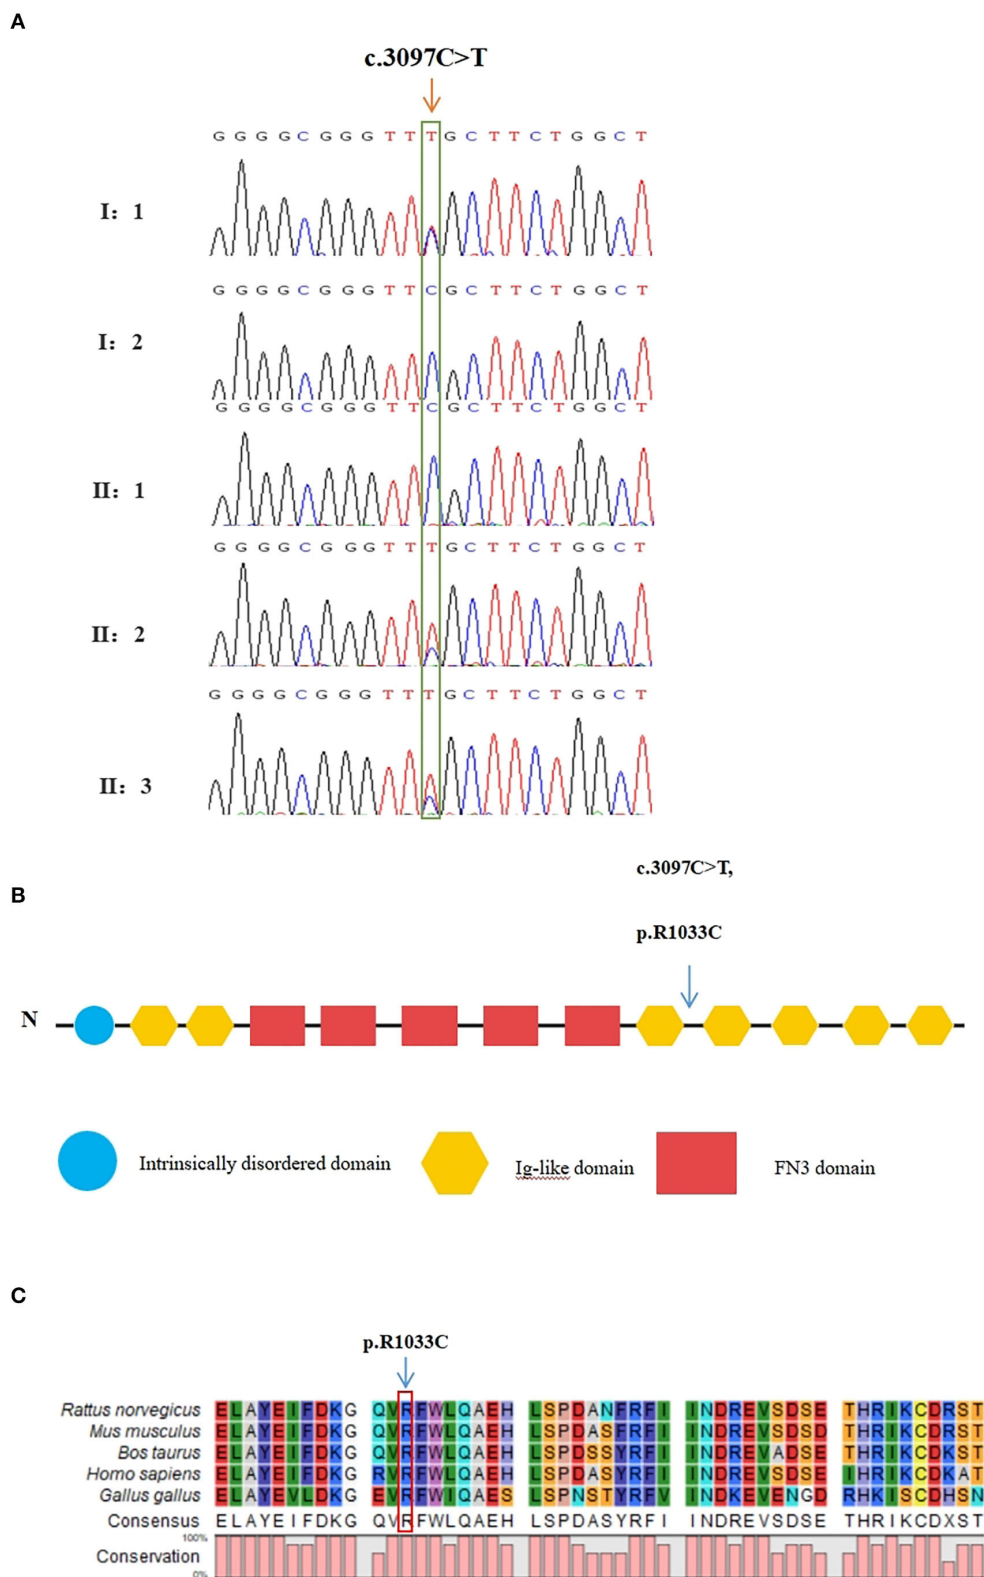 A
c.3097C>T
G G G G C G G G T T T G C T T C T G G C T
I: 1
G G G G C G G G T T C G C T T C T G G C T
I: 2
G G G G C G G G T T C G C T T C T G G C T
II: 1
G G G G C G G G T T T G C T T C T G G C T
II: 2
G G G G C G G G T T T G C T T C T G G C T
II: 3
c.3097C>T,
B
p.R1033C
N
Intrinsically disordered domain
Ig-like domain
FN3 domain
C
p.R1033C
Rattus norvegicus ELAYEIFDKG QVRFWLQAEH LSPDANFRFI INDREVSDSE THRIKCDRST
Mus musculus ELAYEIFDKG QVRFWLQAEH LSPDASFRFI INDREVSDSE THRIKCDRST
Bos taurus ELAYEIFDKG QVRFWLQAEH LSPDSSYRFI INDREVADSE THRIKCDKST
Homo sapiens ELAYEIFDKG RVRFWLQAEH LSPDASYRFI INDREVSDSE IHRIKCDKAT
Gallus gallus ELAYEVLDKG EVRFWIQAES LSPNSTYRFV INDKEVENGD RHKISCDHSN
Consensus ELAYEIFDKG QVRFWLQAEH LSPDASYRFI INDREVSDSE THRIKCDXST
100%
Conservation
0%